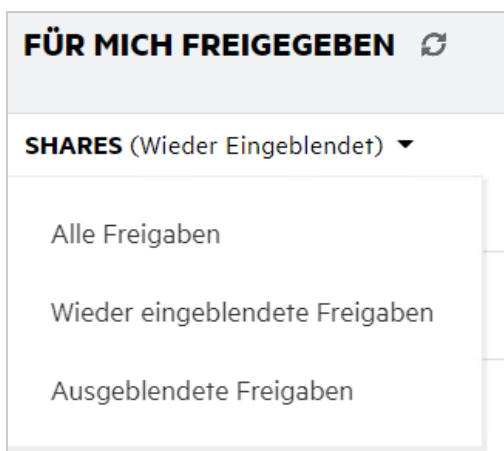 FÜR MICH FREIGEGEBEN
SHARES (Wieder Eingeblendet)
Alle Freigaben
Wieder eingeblendete Freigaben
Ausgeblendete Freigaben